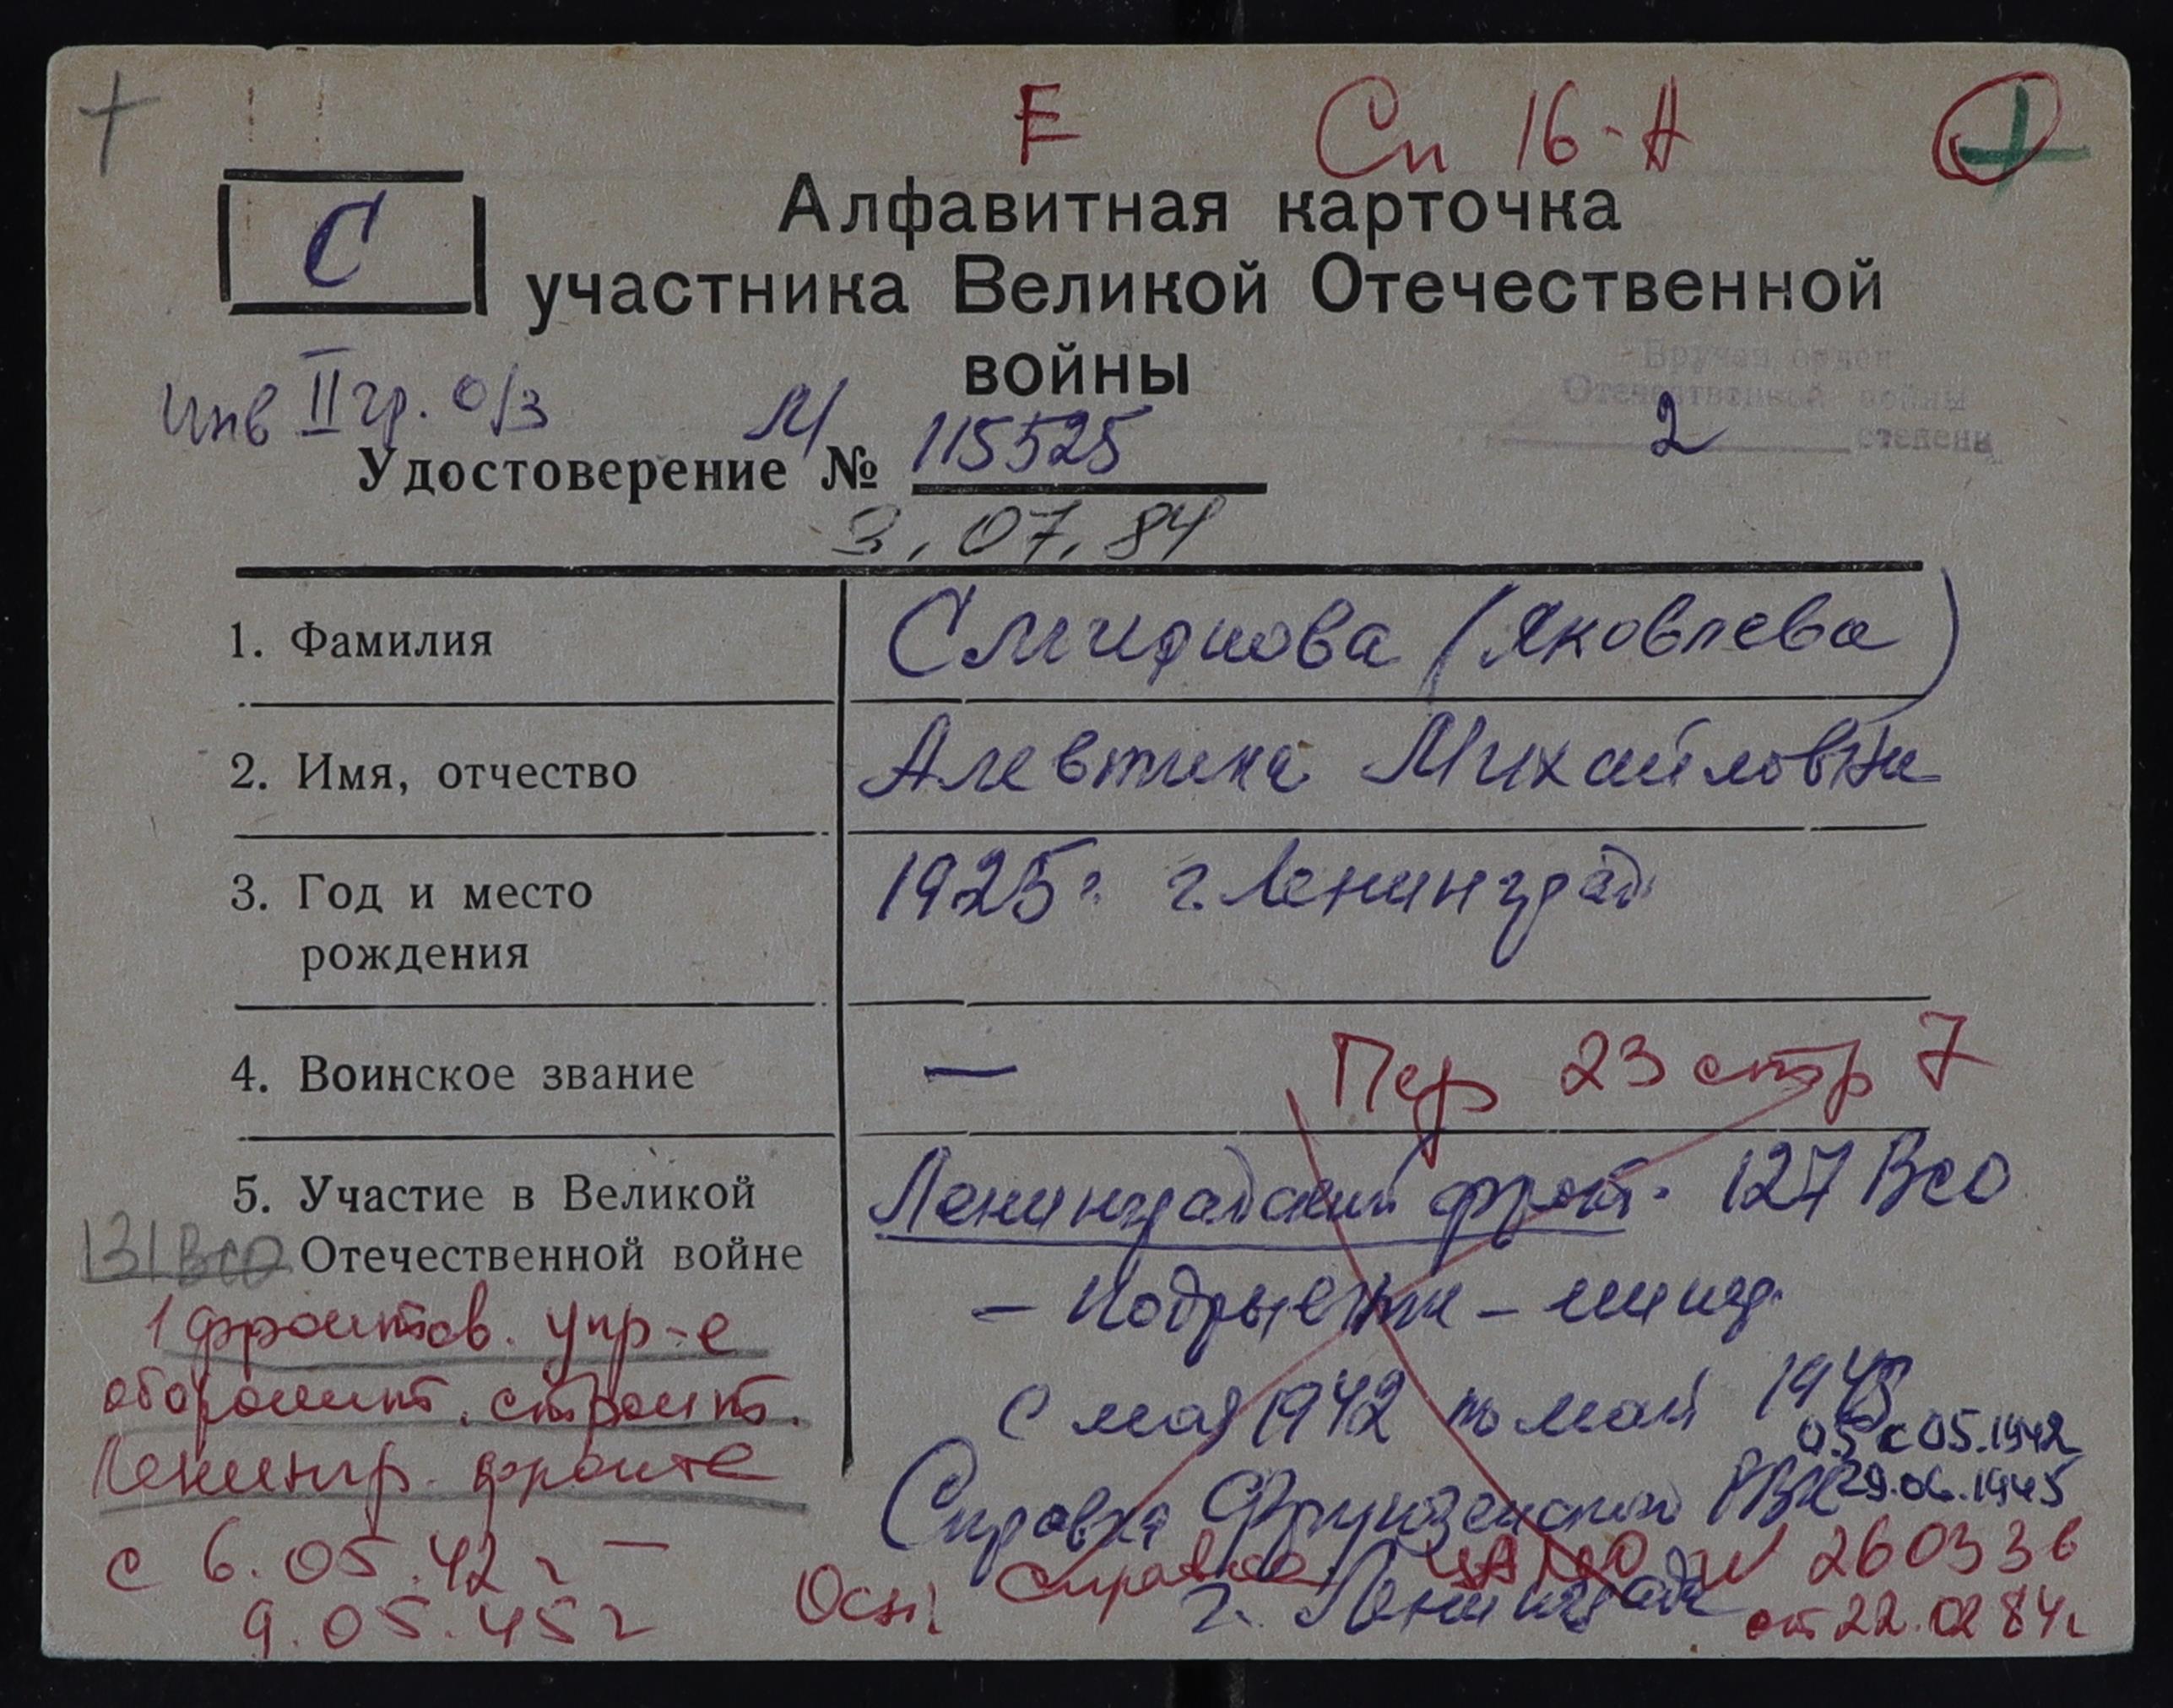 F Сп 16-А
С
Алфавитная карточка
участника Великой Отечественной
войны
Вручен орден
Отечественной войны
2 степени
Инв II гр. о/з
М
Удостоверение № 115525
3.07.84
1. Фамилия Смирнова (Яковлева)
2. Имя, отчество Алевтина Михайловна
3. Год и место 1925 г. г. Ленинград
рождения
4. Воинское звание — Пер 23 стр 7
5. Участие в Великой Ленинградский фронт. 127 ВСО
131 ВСО Отечественной войне
— Подрывник – минер
1 фронтов. упр-е
с мая 1942 по май 1945
оборонит. строит.
05 с 05.1942
Ленингр. фронта
Справка Фрунзенского РВК 29.06.1945
с 6.05.42 г —
Осн. справка ЦАМО № 260336
9.05.45 г
г. Ленинграда от 22.02.84 г